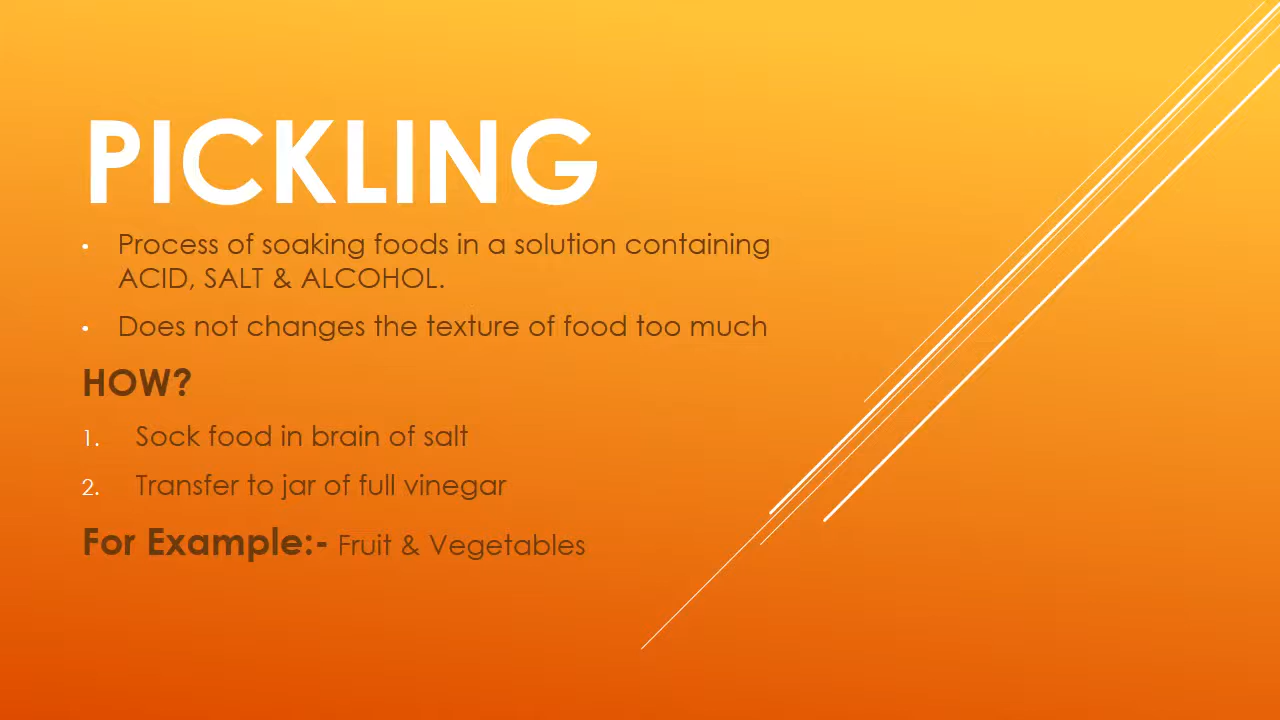 PICKLING
• Process of soaking foods in a solution containing
ACID, SALT & ALCOHOL.
• Does not changes the texture of food too much
HOW?
1. Sock food in brain of salt
2. Transfer to jar of full vinegar
For Example:- Fruit & Vegetables